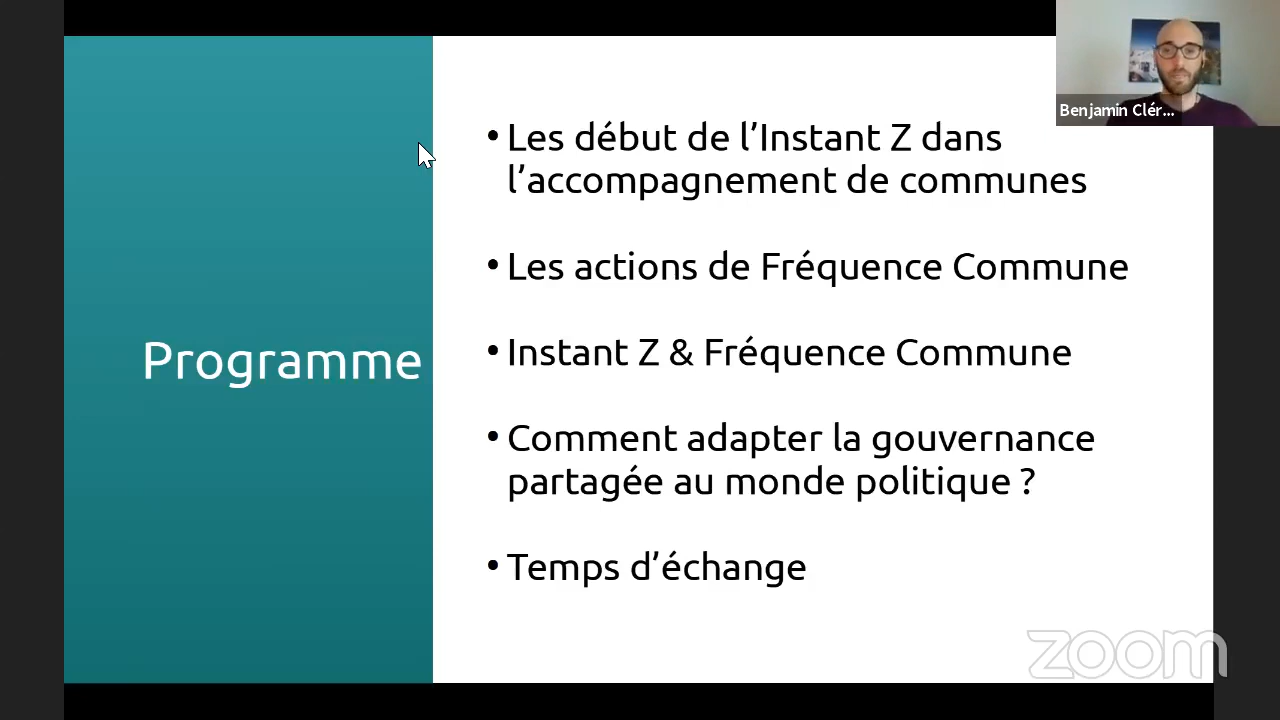 Benjamin Clér...
• Les début de l’Instant Z dans
l’accompagnement de communes
• Les actions de Fréquence Commune
Programme
• Instant Z & Fréquence Commune
• Comment adapter la gouvernance
partagée au monde politique ?
• Temps d’échange
zoom